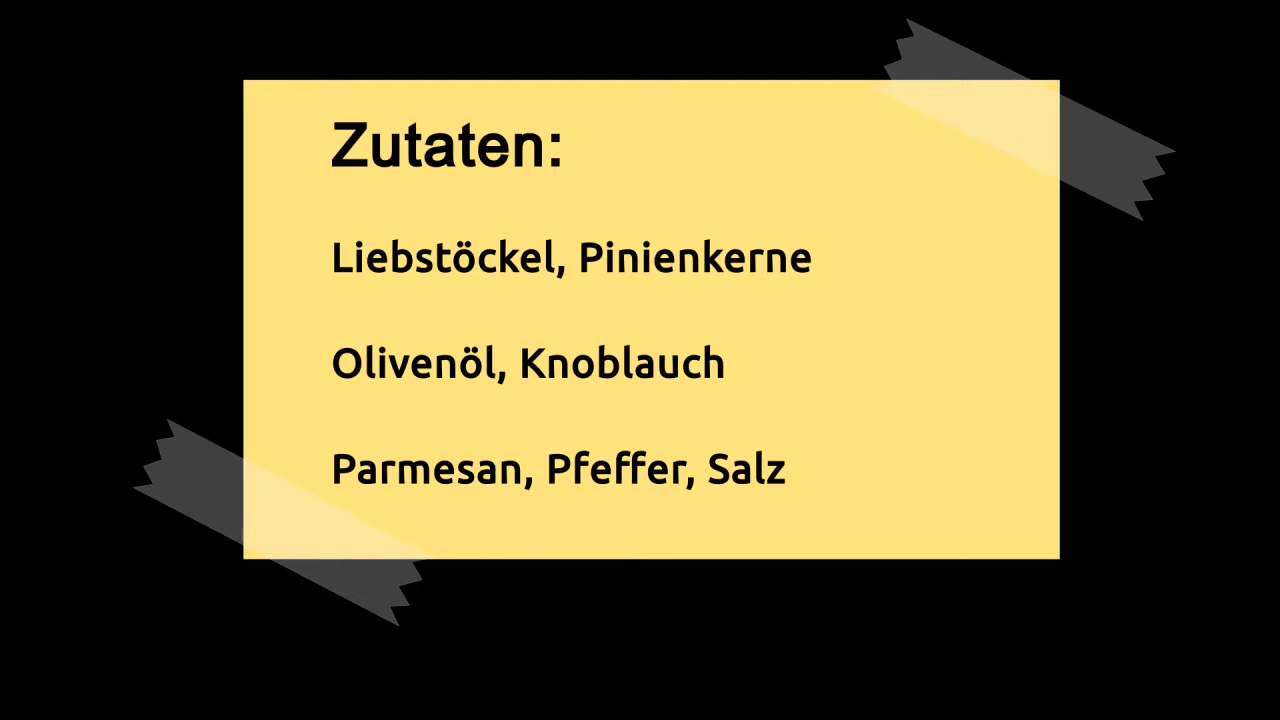 Zutaten:
Liebstöckel, Pinienkerne
Olivenöl, Knoblauch
Parmesan, Pfeffer, Salz